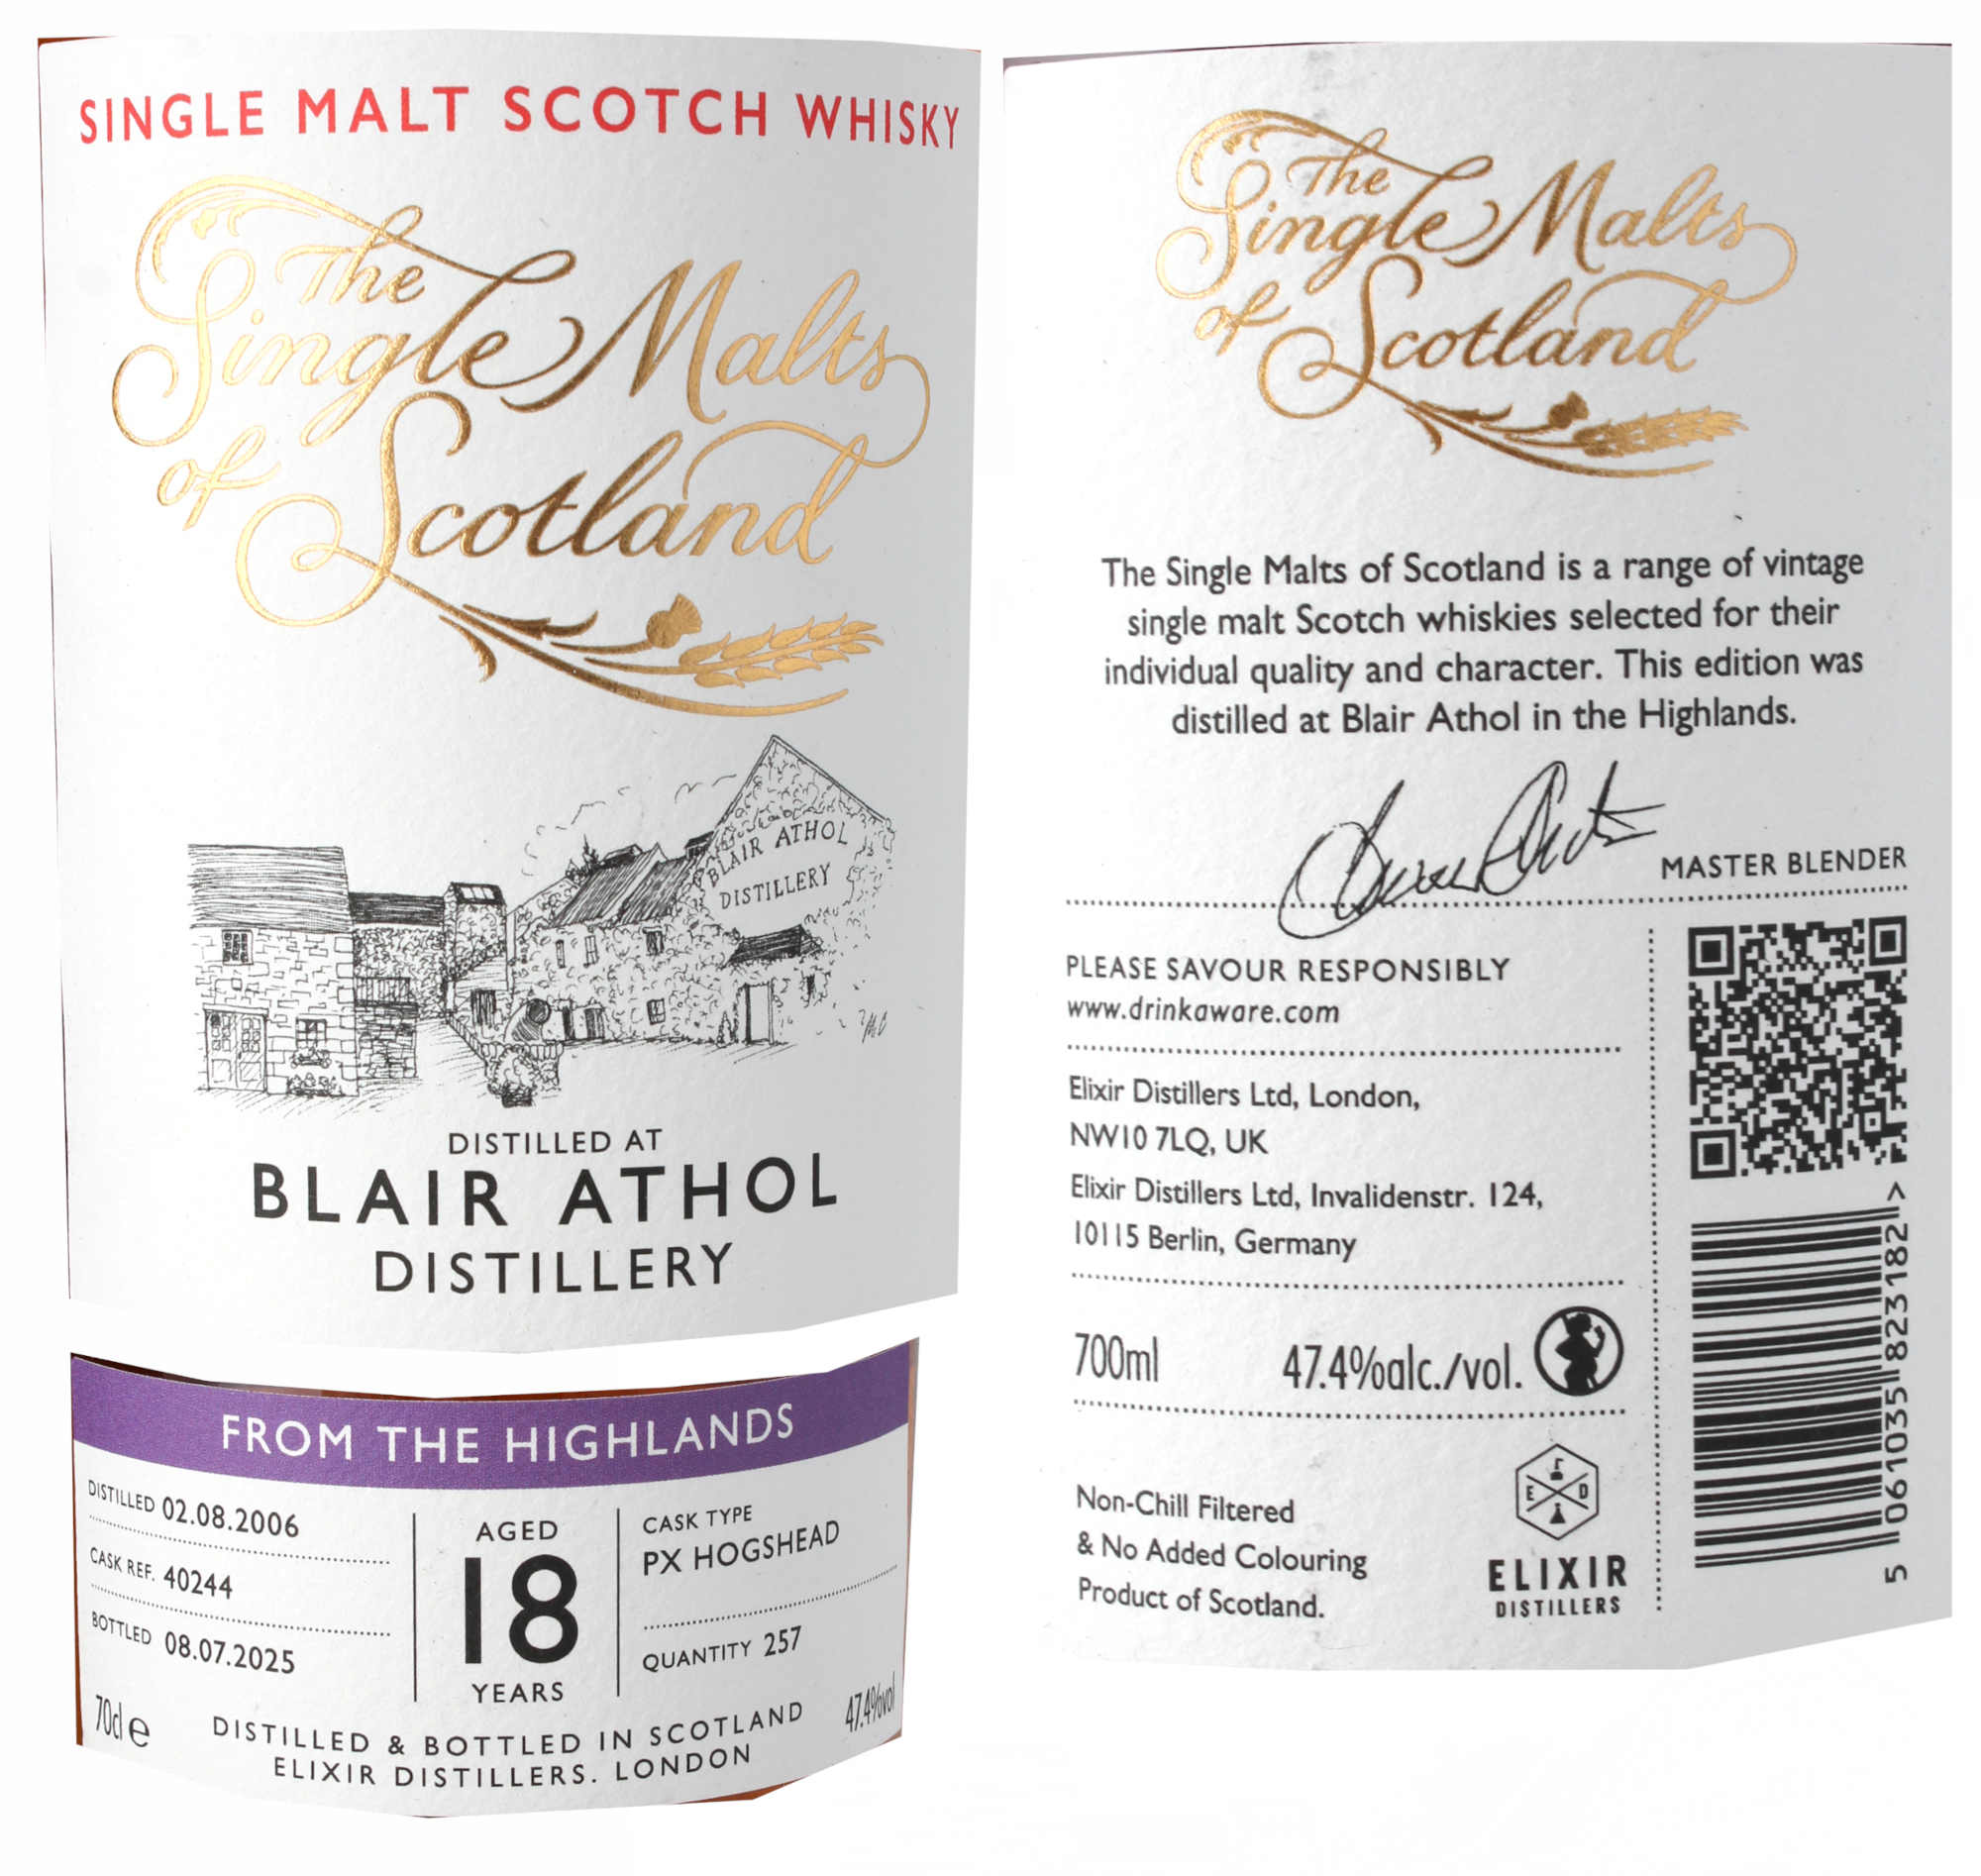 SINGLE MALT SCOTCH WHISKY
The
Single Malts
of Scotland
BLAIR ATHOL
DISTILLERY
DISTILLED AT
BLAIR ATHOL
DISTILLERY
FROM THE HIGHLANDS
DISTILLED 02.08.2006
CASK REF. 40244
BOTTLED 08.07.2025
AGED
18
YEARS
CASK TYPE
PX HOGSHEAD
QUANTITY 257
70cl e
47.4%vol
DISTILLED & BOTTLED IN SCOTLAND
ELIXIR DISTILLERS. LONDON
The
Single Malts
of Scotland
The Single Malts of Scotland is a range of vintage
single malt Scotch whiskies selected for their
individual quality and character. This edition was
distilled at Blair Athol in the Highlands.
MASTER BLENDER
PLEASE SAVOUR RESPONSIBLY
www.drinkaware.com
Elixir Distillers Ltd, London,
NW10 7LQ, UK
Elixir Distillers Ltd, Invalidenstr. 124,
10115 Berlin, Germany
700ml
47.4%alc./vol.
Non-Chill Filtered
& No Added Colouring
Product of Scotland.
E D
ELIXIR
DISTILLERS
5 061035 823182 >